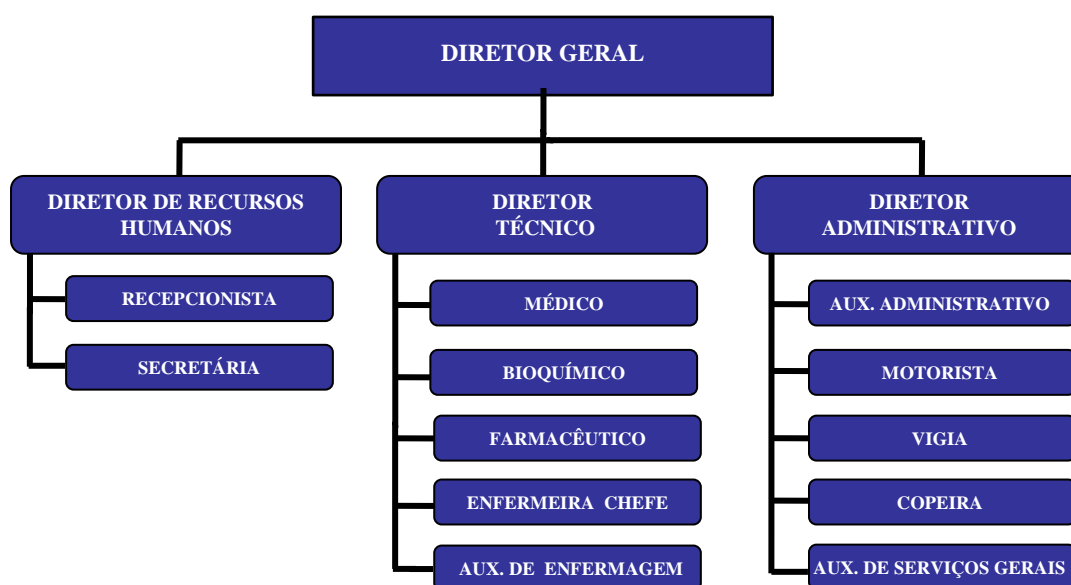 DIRETOR GERAL
DIRETOR DE RECURSOS
HUMANOS
RECEPCIONISTA
SECRETÁRIA
DIRETOR
TÉCNICO
MÉDICO
BIOQUÍMICO
FARMACÊUTICO
ENFERMEIRA CHEFE
AUX. DE ENFERMAGEM
DIRETOR
ADMINISTRATIVO
AUX. ADMINISTRATIVO
MOTORISTA
VIGIA
COPEIRA
AUX. DE SERVIÇOS GERAIS